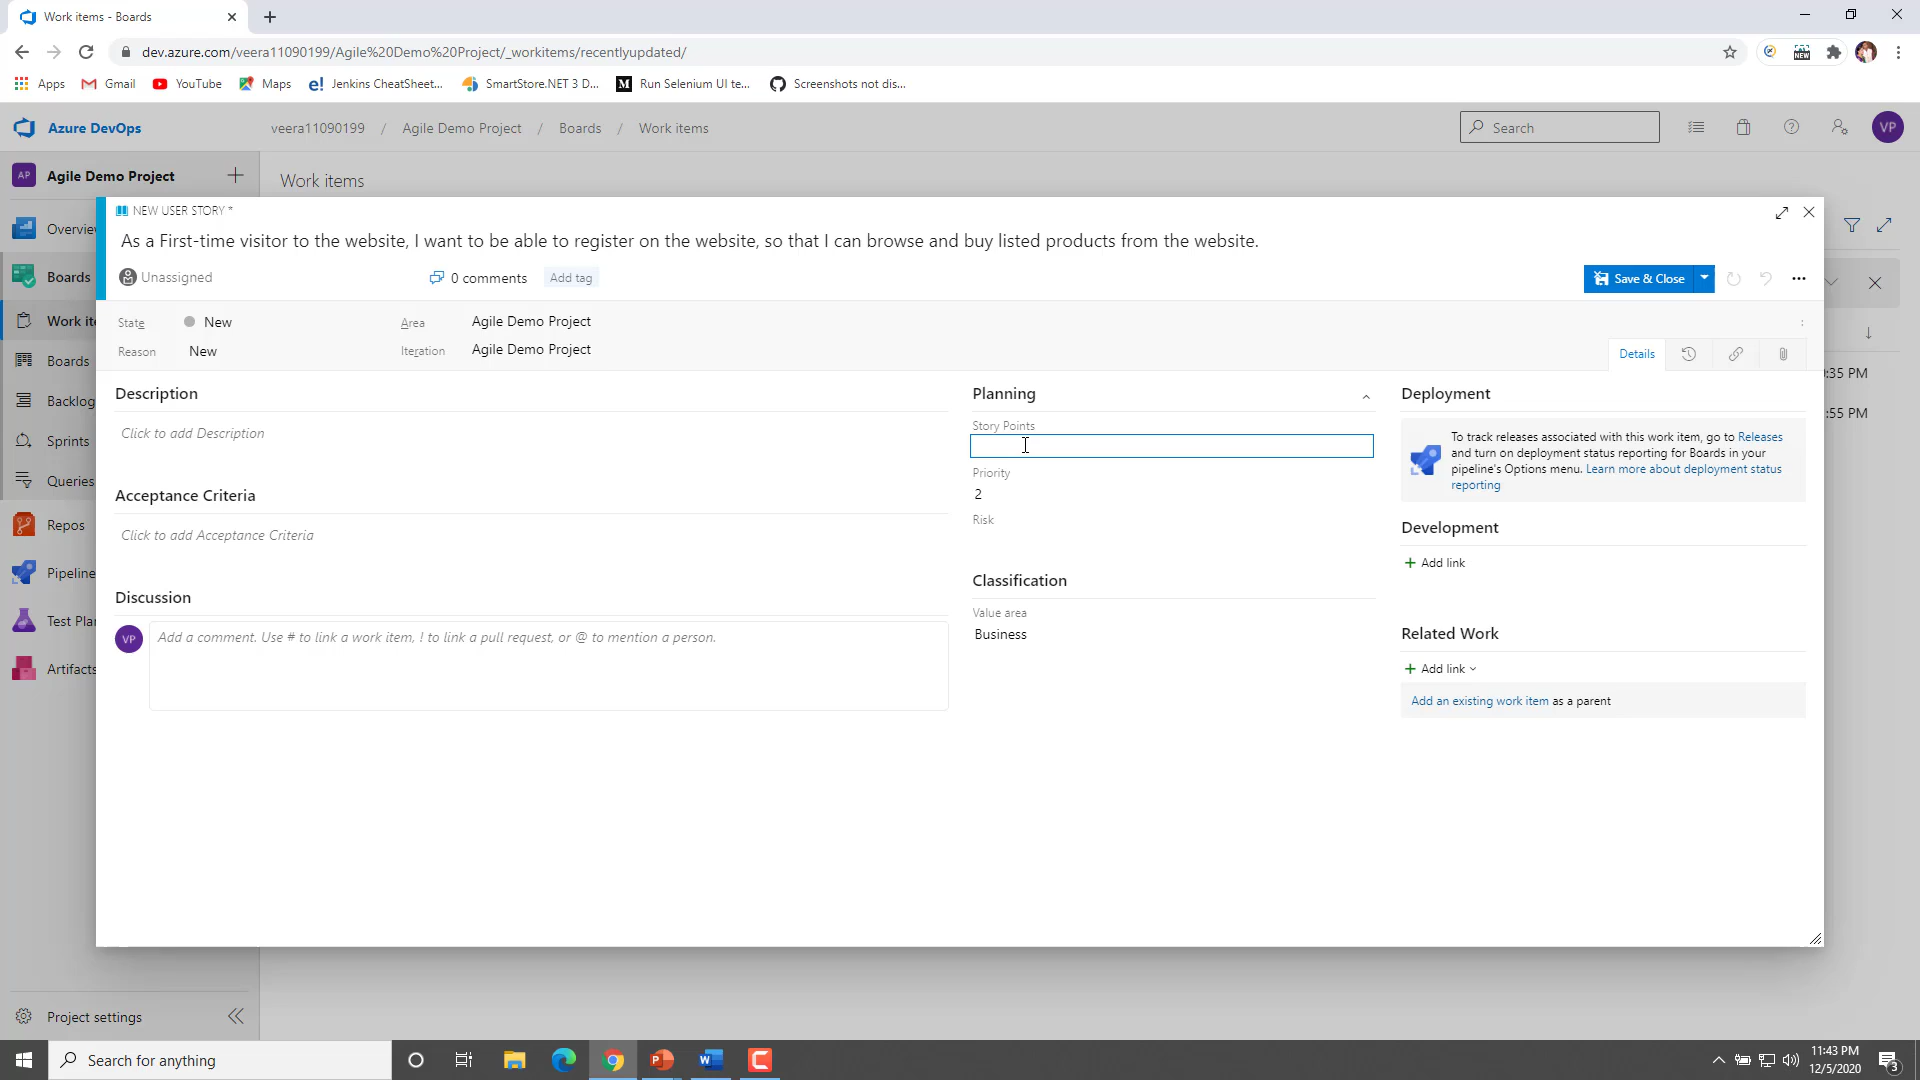 Work items - Boards
dev.azure.com/veera11090199/Agile%20Demo%20Project/_workitems/recentlyupdated/
Apps Gmail YouTube Maps Jenkins CheatSheet... SmartStore.NET 3 D... Run Selenium UI te... Screenshots not dis...
Azure DevOps veera11090199 / Agile Demo Project / Boards / Work items Search VP
AP Agile Demo Project Work items
NEW USER STORY *
As a First-time visitor to the website, I want to be able to register on the website, so that I can browse and buy listed products from the website.
Unassigned 0 comments Add tag Save & Close
State New Area Agile Demo Project
Reason New Iteration Agile Demo Project
Details
Description
Click to add Description
Acceptance Criteria
Click to add Acceptance Criteria
Discussion
VP Add a comment. Use # to link a work item, ! to link a pull request, or @ to mention a person.
Planning
Story Points
Priority
2
Risk
Classification
Value area
Business
Deployment
To track releases associated with this work item, go to Releases
and turn on deployment status reporting for Boards in your
pipeline's Options menu. Learn more about deployment status
reporting
Development
Add link
Related Work
Add link
Add an existing work item as a parent
Boards
Boards
Queries
Repos
Sprints
:35 PM
:55 PM
Project settings
Search for anything
11:43 PM
12/5/2020
3